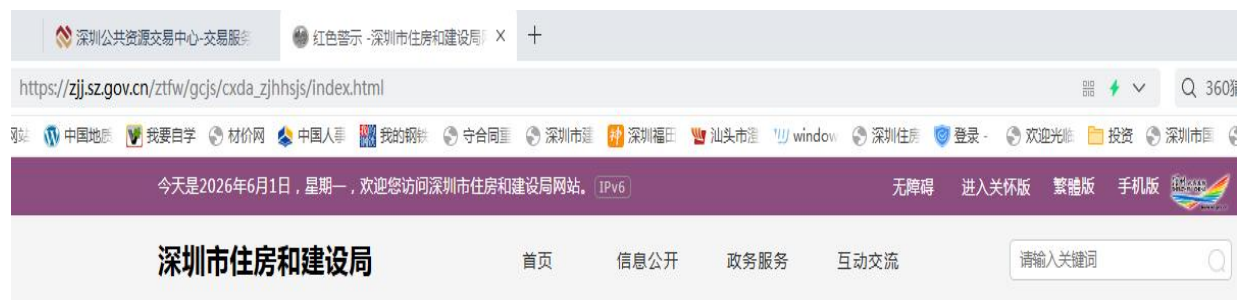 深圳公共资源交易中心-交易服务
红色警示 -深圳市住房和建设局
https://zjj.sz.gov.cn/ztfw/gcjs/cxda_zjhhsjs/index.html
360
网站 中国地质 我要自学 材价网 中国人事 我的钢铁 守合同重 深圳市建 深圳福田 汕头市潽 window 深圳住房 登录 - 欢迎光临 投资 深圳市国
今天是2026年6月1日，星期一，欢迎您访问深圳市住房和建设局网站。 IPv6 无障碍 进入关怀版 繁體版 手机版
深圳市住房和建设局 首页 信息公开 政务服务 互动交流 请输入关键词